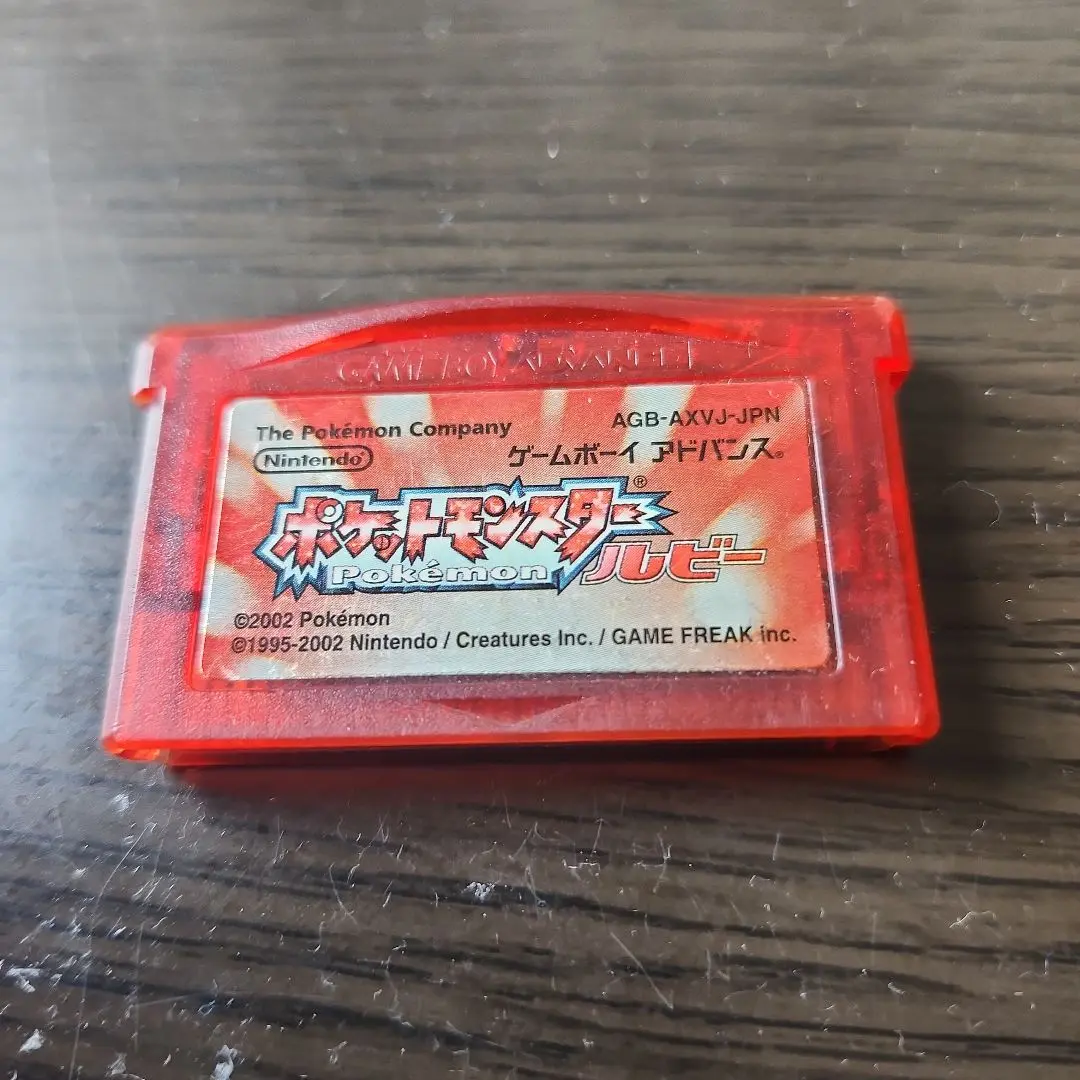 GAME BOY ADVANCE
The Pokémon Company
AGB-AXVJ-JPN
Nintendo®
ゲームボーイ アドバンス®
ポケットモンスター®
Pokémon
ルビー
©2002 Pokémon
©1995-2002 Nintendo / Creatures Inc. / GAME FREAK inc.